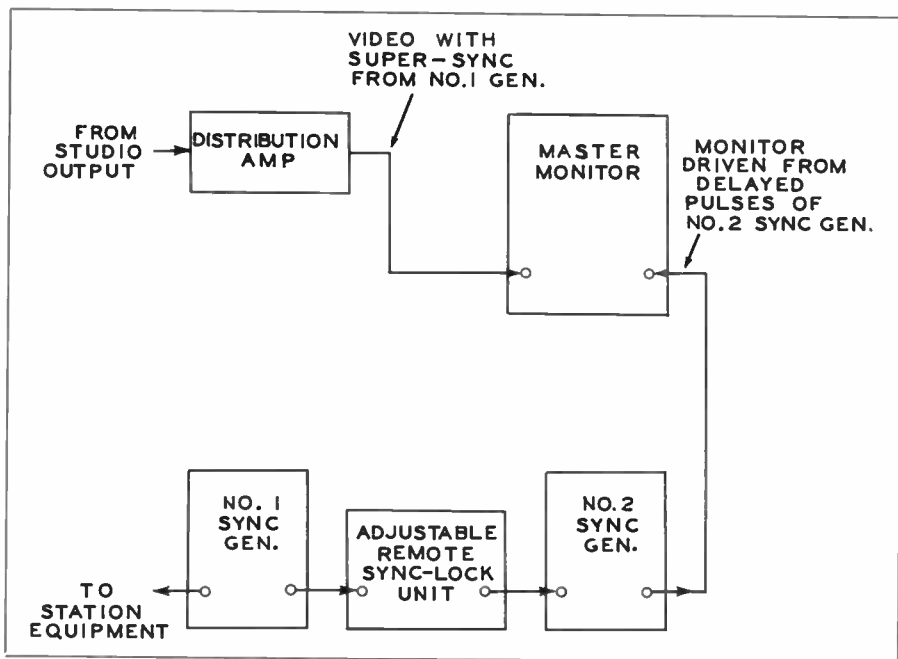 VIDEO WITH
SUPER-SYNC
FROM NO.1 GEN.
FROM
STUDIO
OUTPUT
DISTRIBUTION
AMP
MASTER
MONITOR
MONITOR
DRIVEN FROM
DELAYED
PULSES OF
NO.2 SYNC GEN.
NO. 1
SYNC
GEN.
ADJUSTABLE
REMOTE
SYNC-LOCK
UNIT
NO.2
SYNC
GEN.
TO
STATION
EQUIPMENT